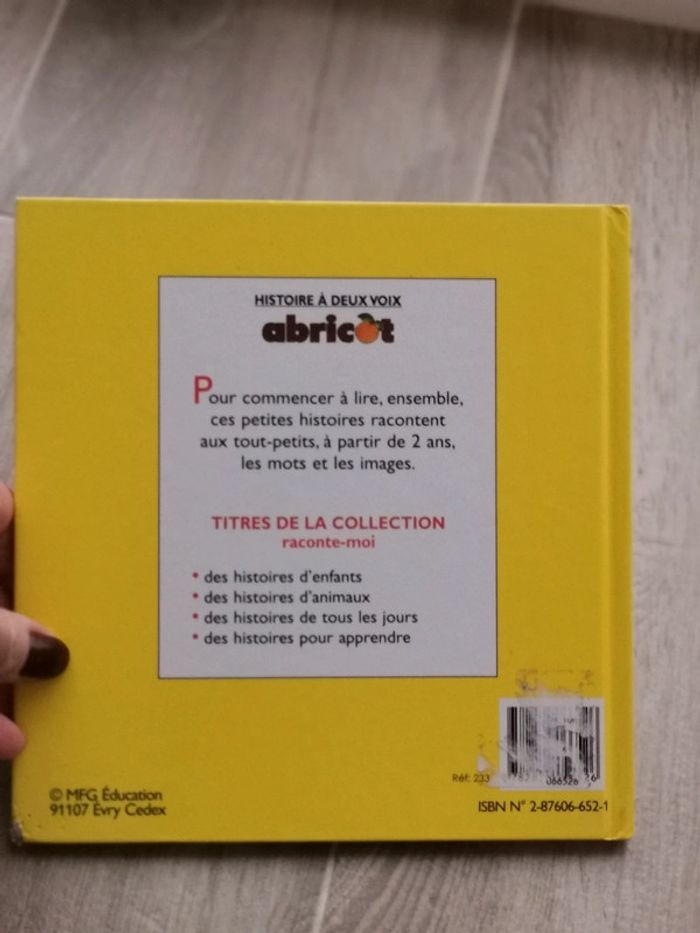 HISTOIRE À DEUX VOIX
abricot
Pour commencer à lire, ensemble,
ces petites histoires racontent
aux tout-petits, à partir de 2 ans,
les mots et les images.
TITRES DE LA COLLECTION
raconte-moi
• des histoires d'enfants
• des histoires d'animaux
• des histoires de tous les jours
• des histoires pour apprendre
Réf: 233
© MFG Éducation
91107 Évry Cedex
ISBN N° 2-87606-652-1